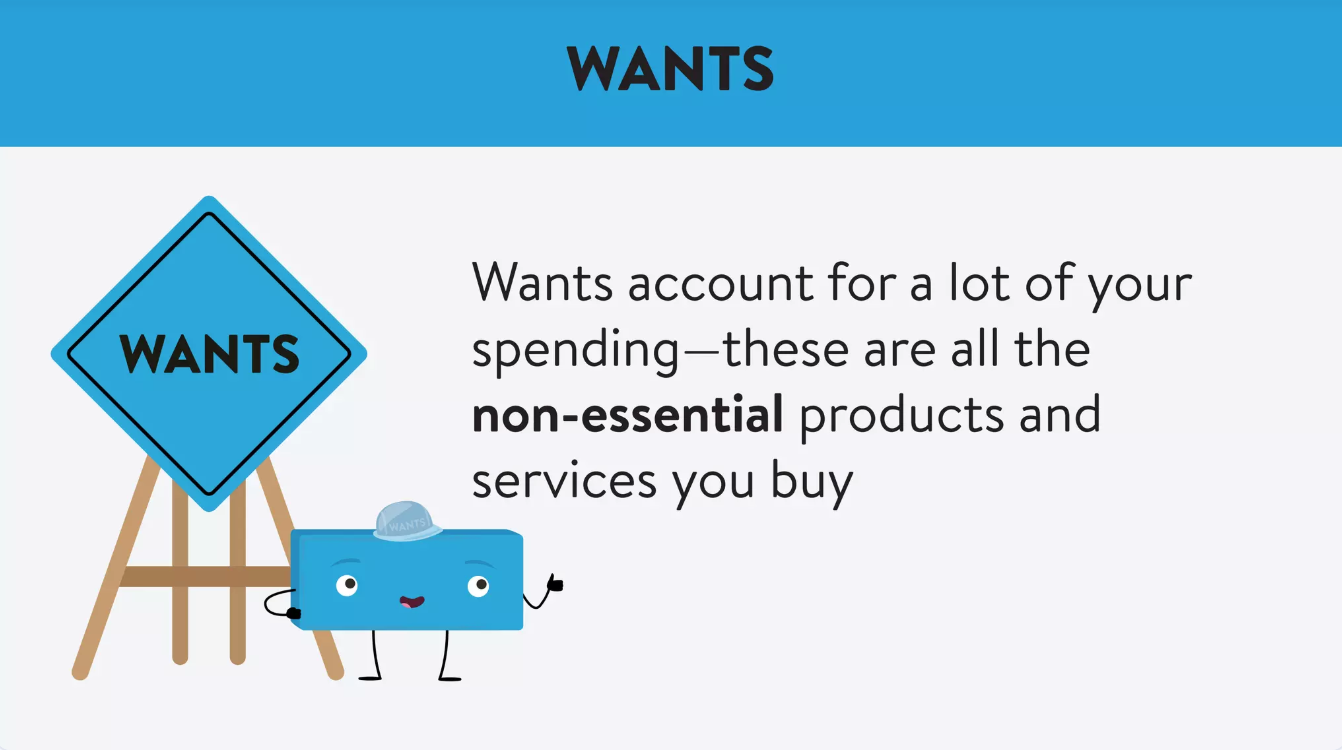 WANTS
WANTS
Wants account for a lot of your
spending—these are all the
non-essential products and
services you buy
WANTS